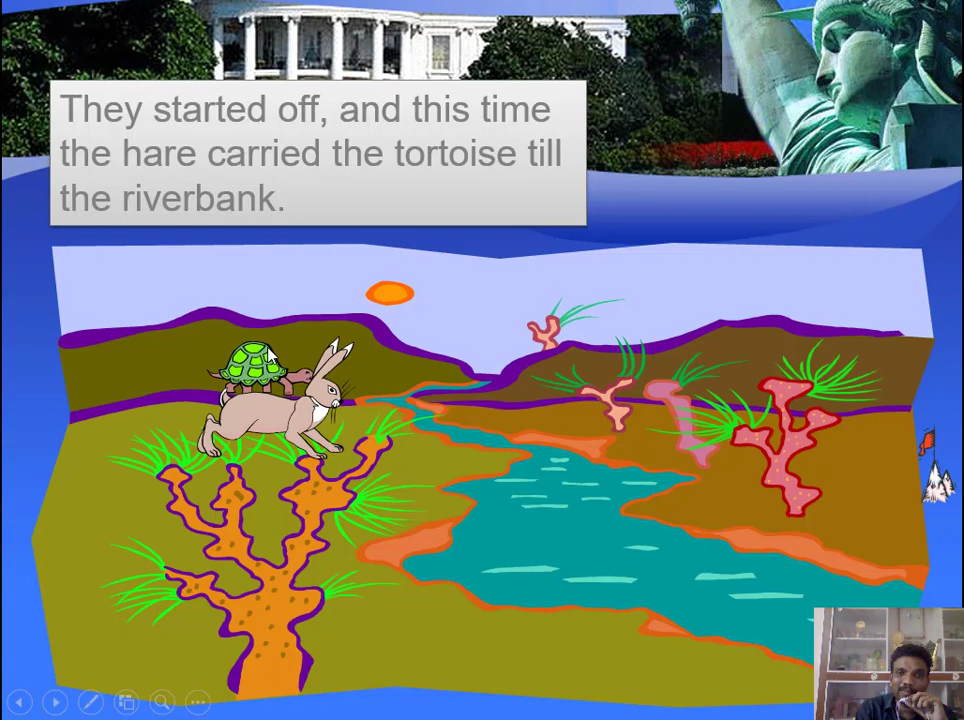 They started off, and this time
the hare carried the tortoise till
the riverbank.